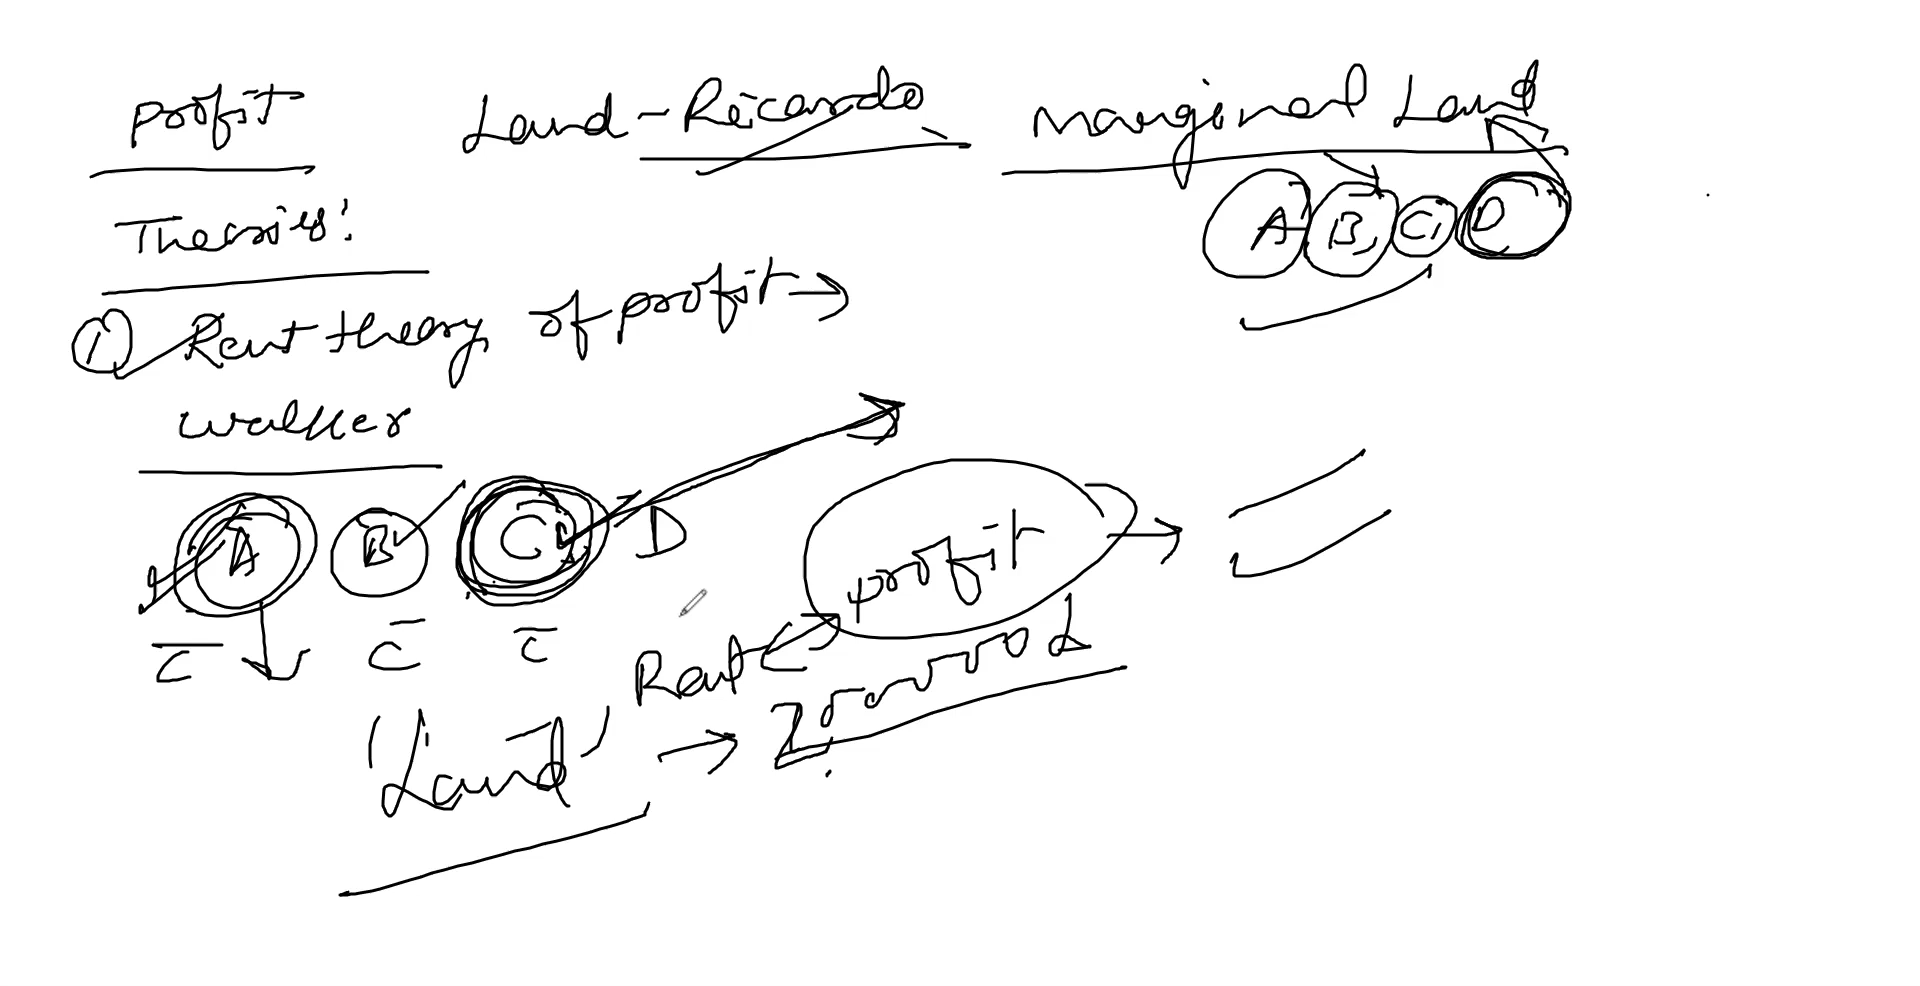 profit Land - Ricardo Marginal Land
Theories:
A B C D
① Rent theory of profit →
walker
A B C D
profit →
C C C
Rent
'Land' →